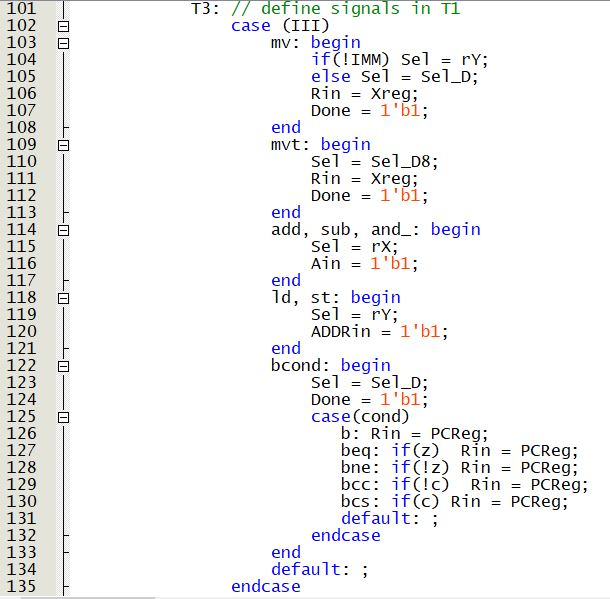 101 T3: // define signals in T1
102 case (III)
103 mv: begin
104 if(!IMM) Sel = rY;
105 else Sel = Sel_D;
106 Rin = Xreg;
107 Done = 1'b1;
108 end
109 mvt: begin
110 Sel = Sel_D8;
111 Rin = Xreg;
112 Done = 1'b1;
113 end
114 add, sub, and_: begin
115 Sel = rX;
116 Ain = 1'b1;
117 end
118 ld, st: begin
119 Sel = rY;
120 ADDRin = 1'b1;
121 end
122 bcond: begin
123 Sel = Sel_D;
124 Done = 1'b1;
125 case(cond)
126 b: Rin = PCReg;
127 beq: if(z)  Rin = PCReg;
128 bne: if(!z) Rin = PCReg;
129 bcc: if(!c)  Rin = PCReg;
130 bcs: if(c) Rin = PCReg;
131 default: ;
132 endcase
133 end
134 default: ;
135 endcase